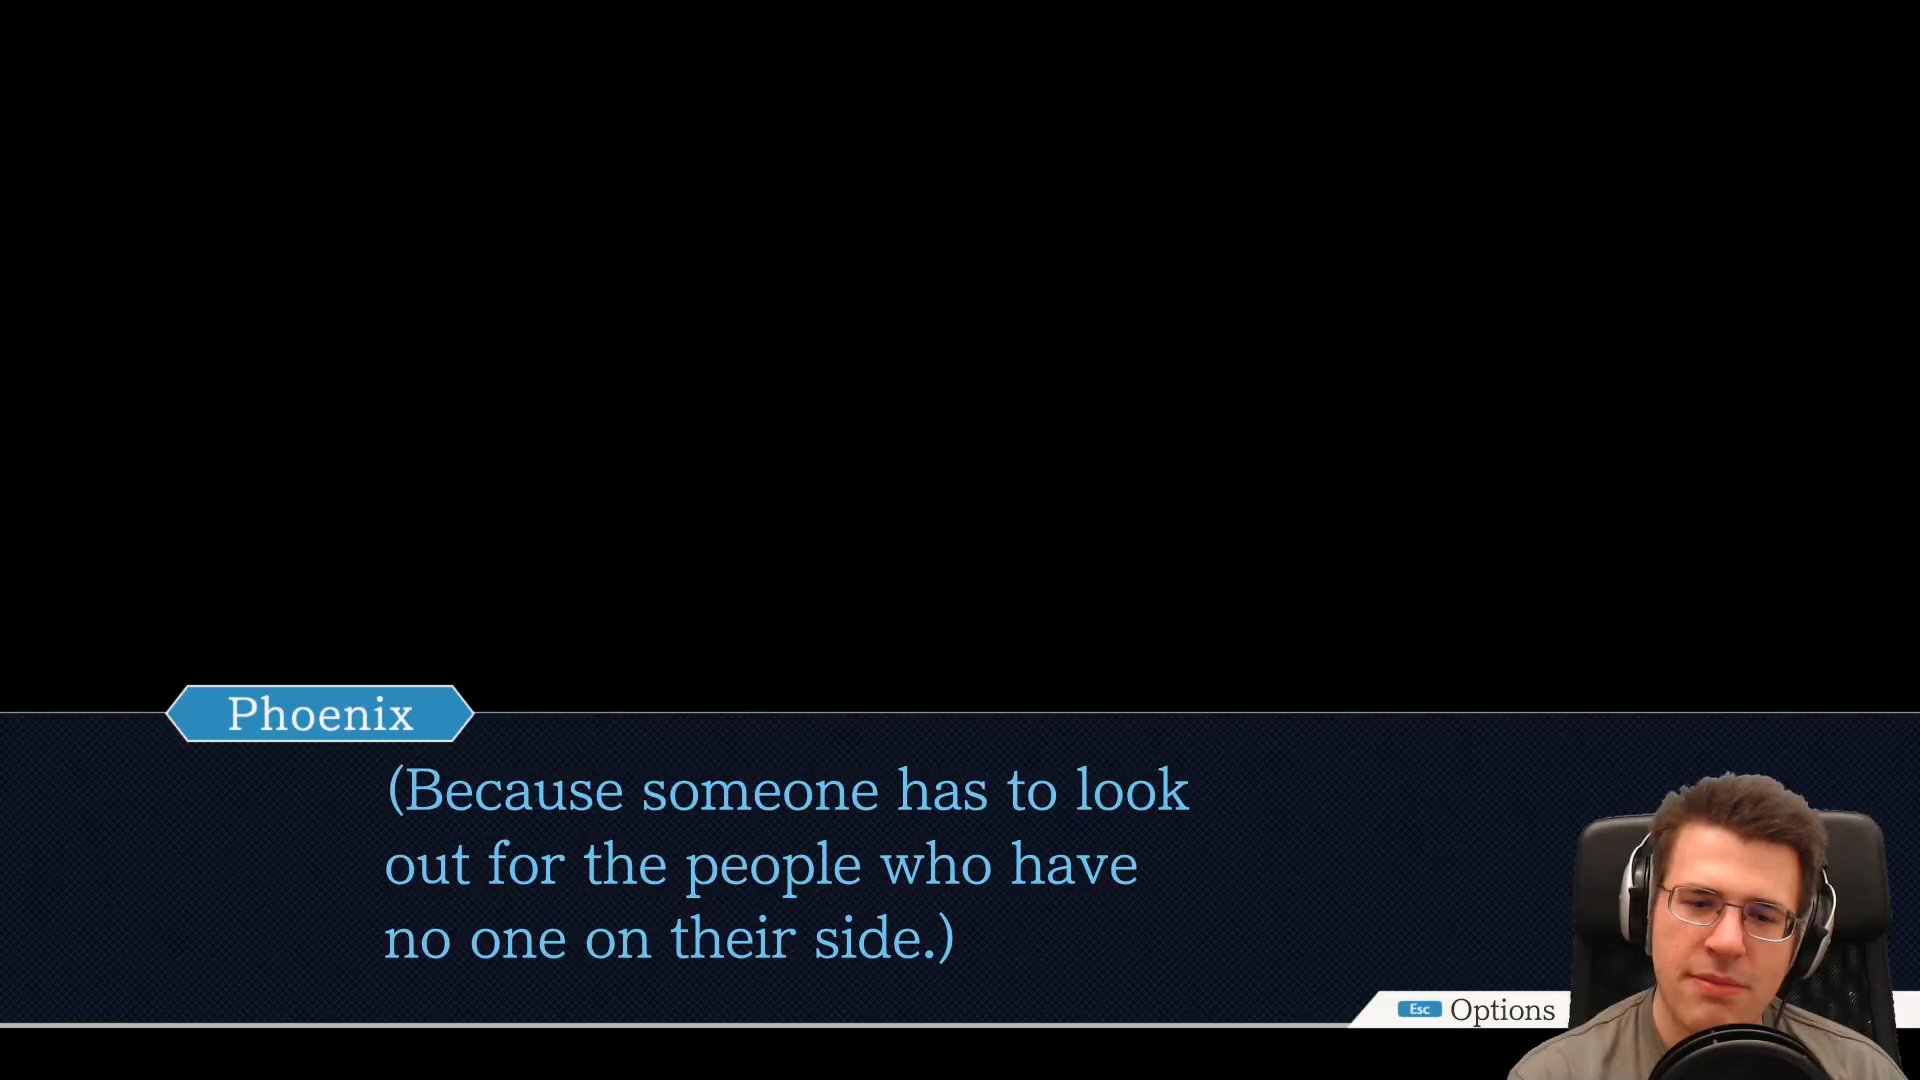 Phoenix
(Because someone has to look
out for the people who have
no one on their side.)
Esc Options